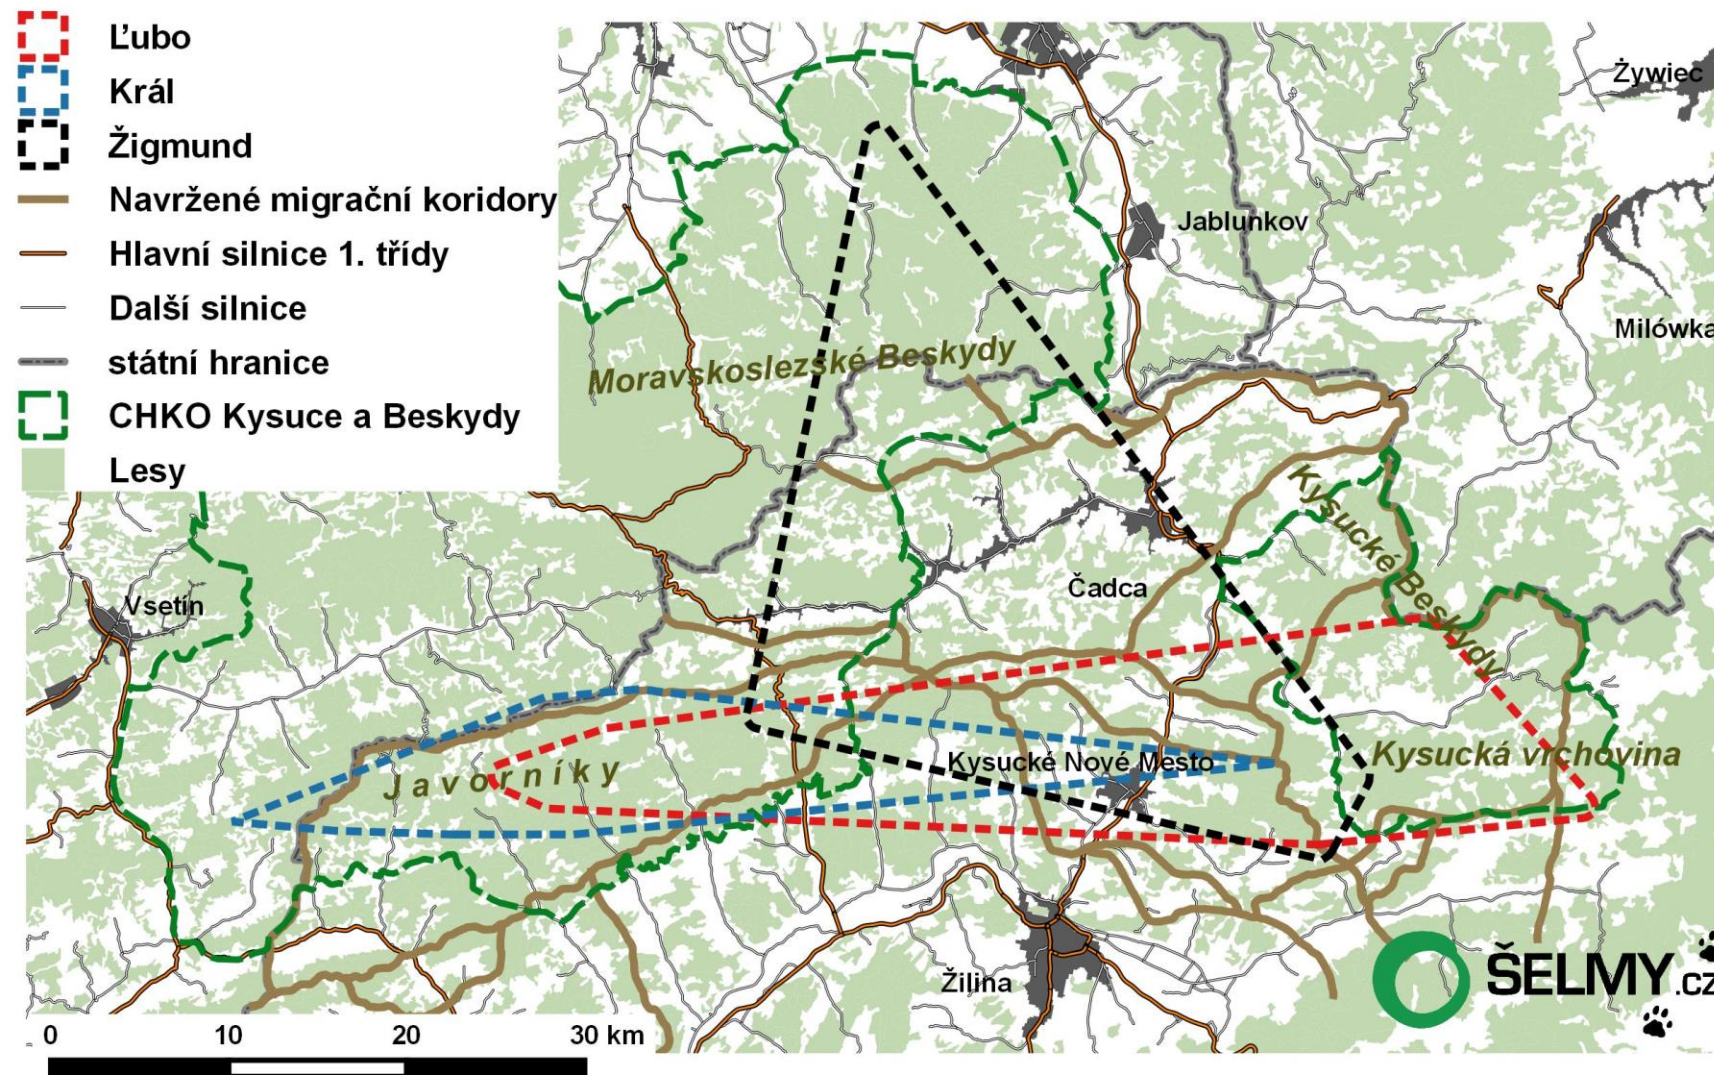 Ľubo
Král
Žigmund
Navržené migrační koridory
Hlavní silnice 1. třídy
Další silnice
státní hranice
CHKO Kysuce a Beskydy
Lesy
Żywiec
Jablunkov
Milówka
Moravskoslezské Beskydy
Kysucké Beskydy
Čadca
Vsetín
Kysucké Nové Mesto
Kysucká vrchovina
Javorníky
Žilina
ŠELMY.CZ
0 10 20 30 km